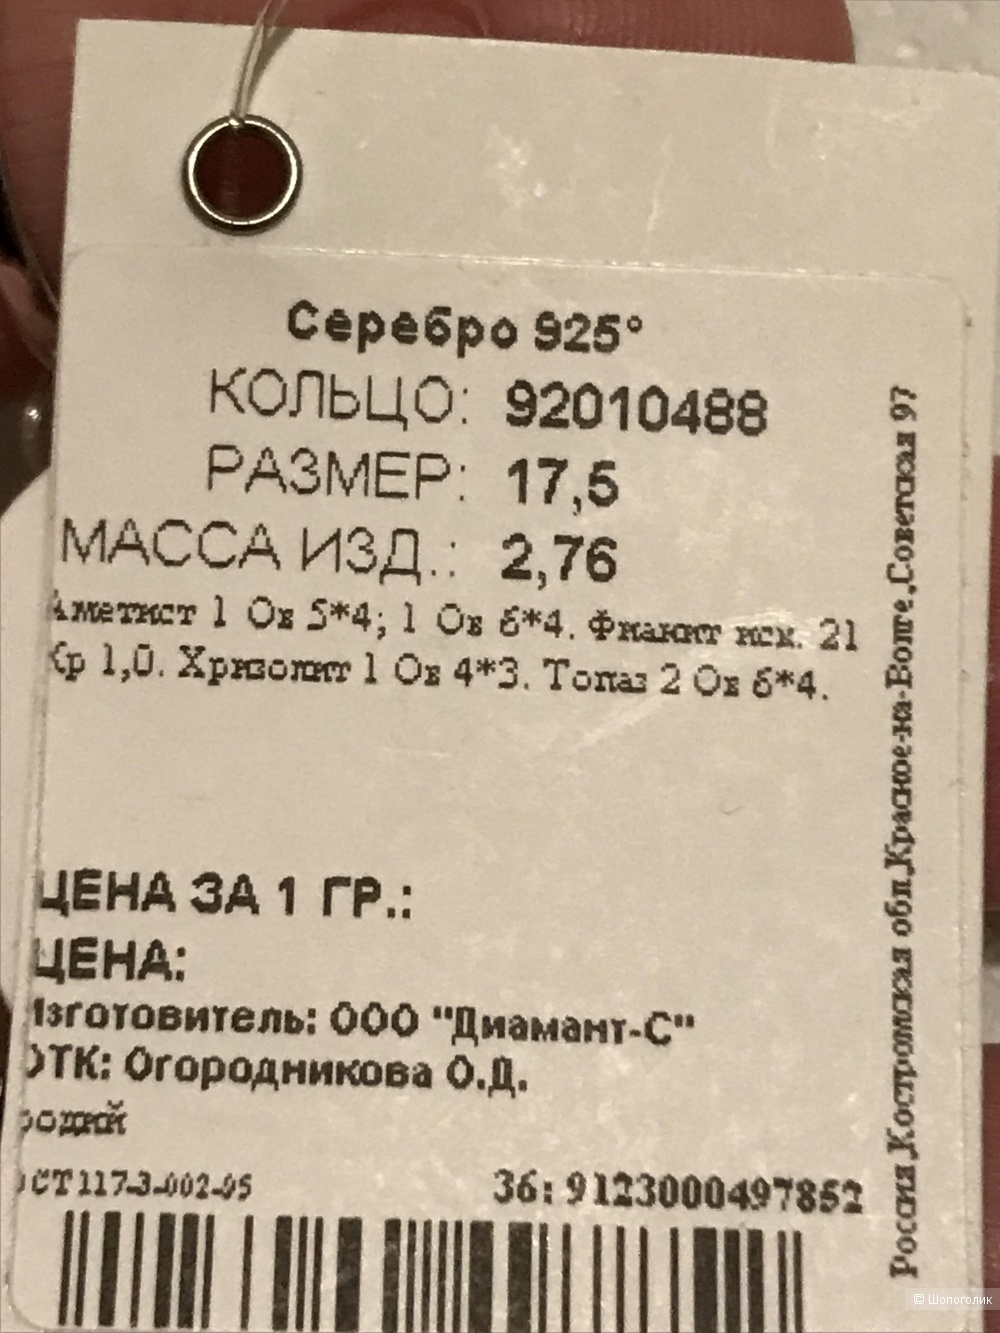 Серебро 925°
КОЛЬЦО: 92010488
РАЗМЕР: 17,5
МАССА ИЗД.: 2,76
Аметист 1 Ов 5*4; 1 Ов 6*4. Фианит иск. 21
Кр 1,0. Хризолит 1 Ов 4*3. Топаз 2 Ов 6*4.
ЦЕНА ЗА 1 ГР.:
ЦЕНА:
Изготовитель: ООО "Диамант-С"
ОТК: Огородникова О.Д.
родий
ОСТ 117-3-002-95
36: 9123000497852
Россия,Костромская обл,Красное-на-Волге,Советская 97
© Шопоголик